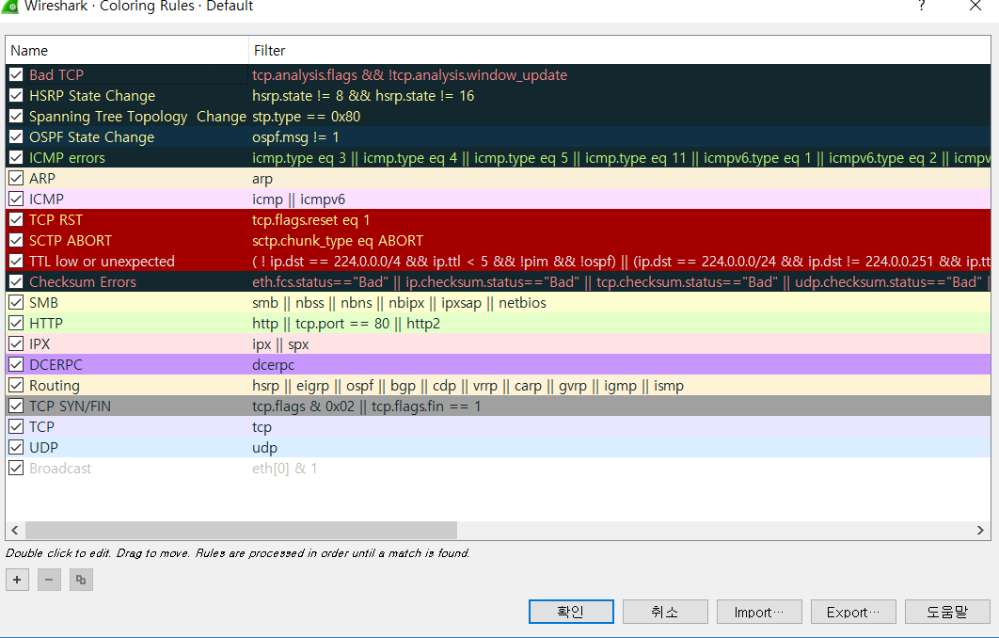 Wireshark · Coloring Rules · Default
Name Filter
Bad TCP tcp.analysis.flags && !tcp.analysis.window_update
HSRP State Change hsrp.state != 8 && hsrp.state != 16
Spanning Tree Topology  Change stp.type == 0x80
OSPF State Change ospf.msg != 1
ICMP errors icmp.type eq 3 || icmp.type eq 4 || icmp.type eq 5 || icmp.type eq 11 || icmpv6.type eq 1 || icmpv6.type eq 2 || icmpv
ARP arp
ICMP icmp || icmpv6
TCP RST tcp.flags.reset eq 1
SCTP ABORT sctp.chunk_type eq ABORT
TTL low or unexpected ( ! ip.dst == 224.0.0.0/4 && ip.ttl < 5 && !pim && !ospf) || (ip.dst == 224.0.0.0/24 && ip.dst != 224.0.0.251 && ip.tt
Checksum Errors eth.fcs.status=="Bad" || ip.checksum.status=="Bad" || tcp.checksum.status=="Bad" || udp.checksum.status=="Bad" |
SMB smb || nbss || nbns || nbipx || ipxsap || netbios
HTTP http || tcp.port == 80 || http2
IPX ipx || spx
DCERPC dcerpc
Routing hsrp || eigrp || ospf || bgp || cdp || vrrp || carp || gvrp || igmp || ismp
TCP SYN/FIN tcp.flags & 0x02 || tcp.flags.fin == 1
TCP tcp
UDP udp
Broadcast eth[0] & 1
Double click to edit. Drag to move. Rules are processed in order until a match is found.
확인 취소 Import… Export… 도움말